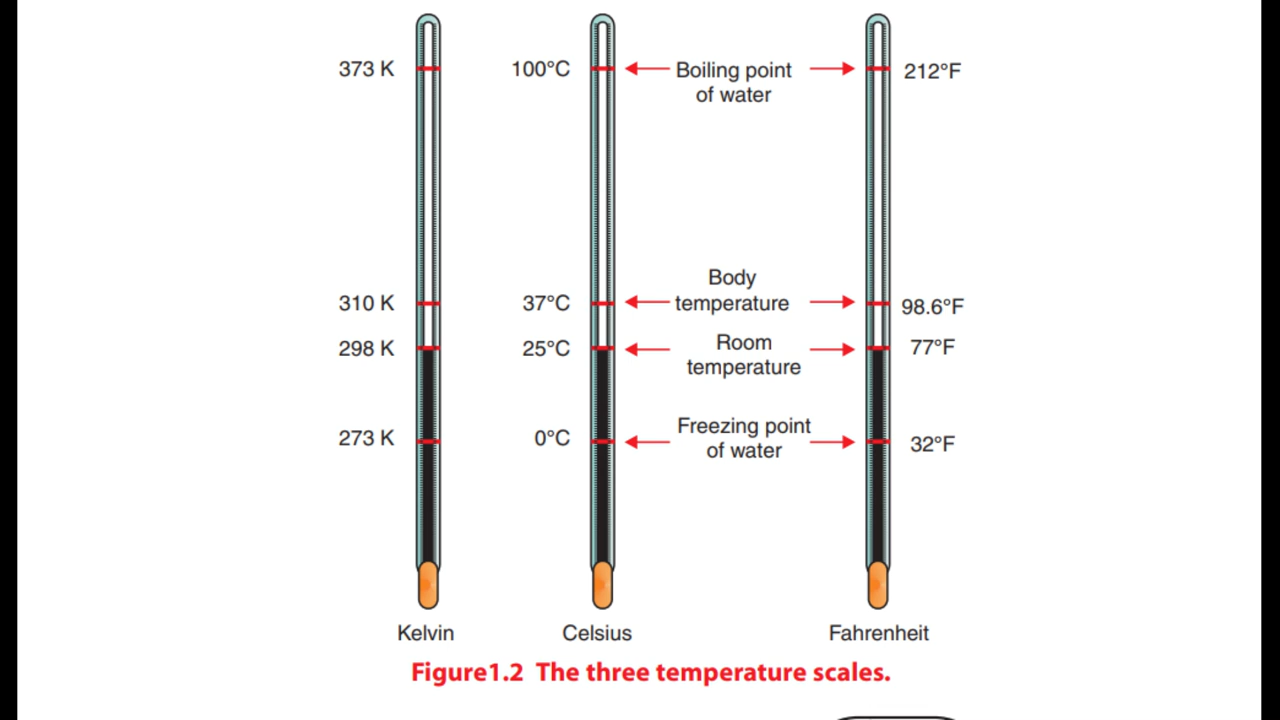 373 K 100°C Boiling point 212°F
of water
Body
310 K 37°C temperature 98.6°F
298 K 25°C Room 77°F
temperature
273 K 0°C Freezing point 32°F
of water
Kelvin Celsius Fahrenheit
Figure1.2 The three temperature scales.